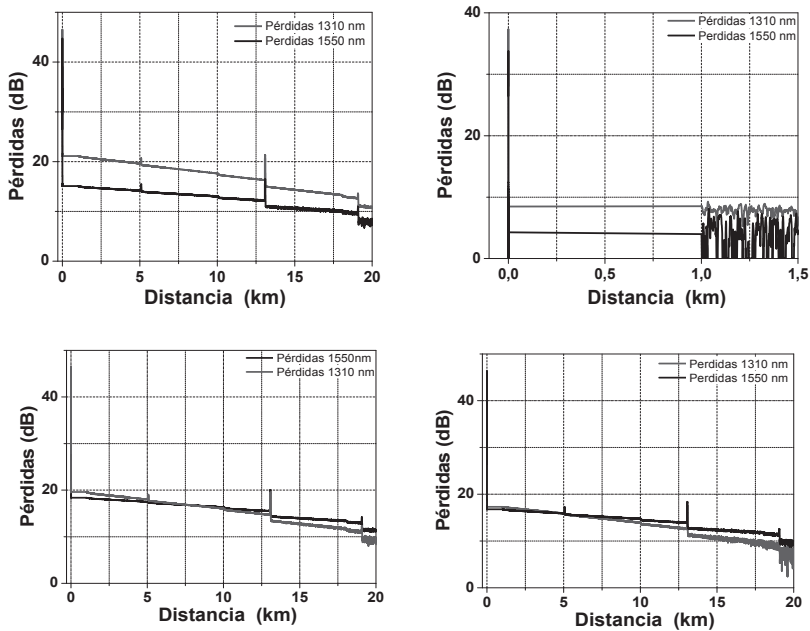 Pérdidas 1310 nm
Perdidas 1550 nm
Pérdidas (dB)
40
20
0
0
5
10
15
20
Distancia (km)
Pérdidas 1310 nm
Perdidas 1550 nm
Pérdidas (dB)
40
20
0
0,0
0,5
1,0
1,5
Distancia (km)
Pérdidas 1550nm
Pérdidas 1310 nm
Pérdidas (dB)
40
20
0
0
5
10
15
20
Distancia (km)
Perdidas 1310 nm
Perdidas 1550 nm
Pérdidas (dB)
40
20
0
0
5
10
15
20
Distancia (km)